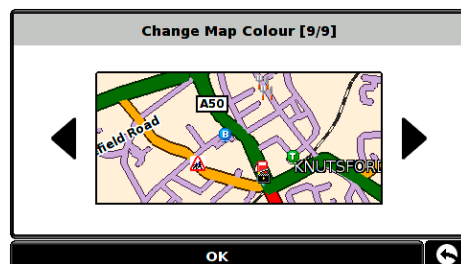 Change Map Colour [9/9]
A50
field Road
B
T
KNUTSFORD
OK